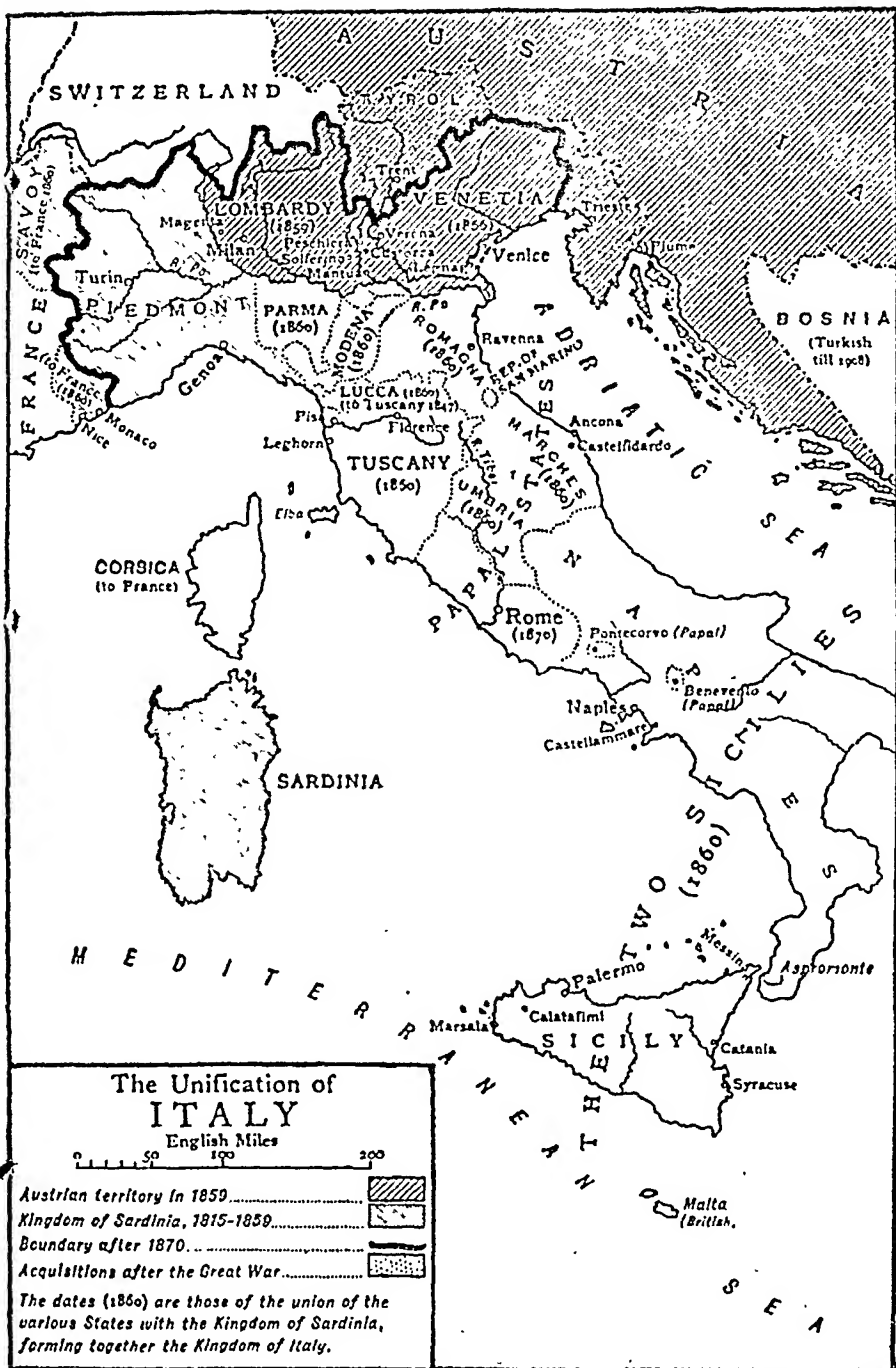 AUSTRIA
SWITZERLAND
TYROL
SAVOY
(to France 1860)
Trent
LOMBARDY
(1859)
VENETIA
Trieste
Fiume
Magenta
Milan
Peschiera
Solferino
Mantua
Verona
Venice
Turin
R. Po
PIEDMONT
PARMA
(1860)
MODENA
(1860)
R. Po
ROMAGNA
(1860)
Ravenna
REP. OF
SAN MARINO
ADRIATIC SEA
BOSNIA
(Turkish
till 1908)
FRANCE
(to France
1860)
Nice
Monaco
Genoa
LUCCA (1860)
(to Tuscany 1847)
Pisa
Florence
Leghorn
TUSCANY
(1860)
Ancona
Castelfidardo
MARCHES
(1860)
R. Tiber
UMBRIA
(1860)
PAPAL STATES
Elba
CORSICA
(to France)
Rome
(1870)
NAPLES
Pontecorvo (Papal)
Benevento
(Papal)
Naples
Castellammare
SARDINIA
THE TWO SICILIES
(1860)
MEDITERRANEAN SEA
Messina
Aspromonte
Palermo
Marsala
Calatafimi
SICILY
Catania
Syracuse
Malta
(British.
The Unification of
ITALY
English Miles
0 50 100 200
Austrian territory in 1859
Kingdom of Sardinia, 1815-1859
Boundary after 1870
Acquisitions after the Great War
The dates (1860) are those of the union of the
various States with the Kingdom of Sardinia,
forming together the Kingdom of Italy.